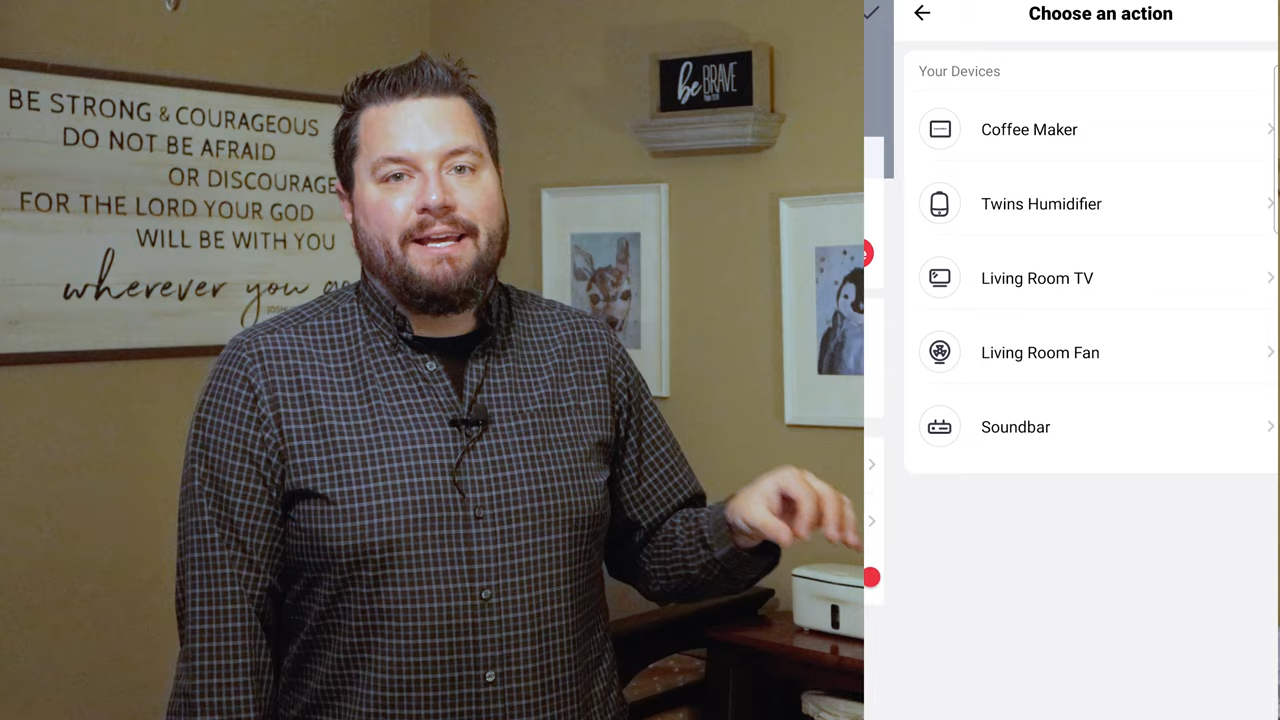 BE STRONG & COURAGEOUS
DO NOT BE AFRAID
OR DISCOURAGE
FOR THE LORD YOUR GOD
WILL BE WITH YOU
wherever you go
be BRAVE
Choose an action
Your Devices
Coffee Maker
Twins Humidifier
Living Room TV
Living Room Fan
Soundbar